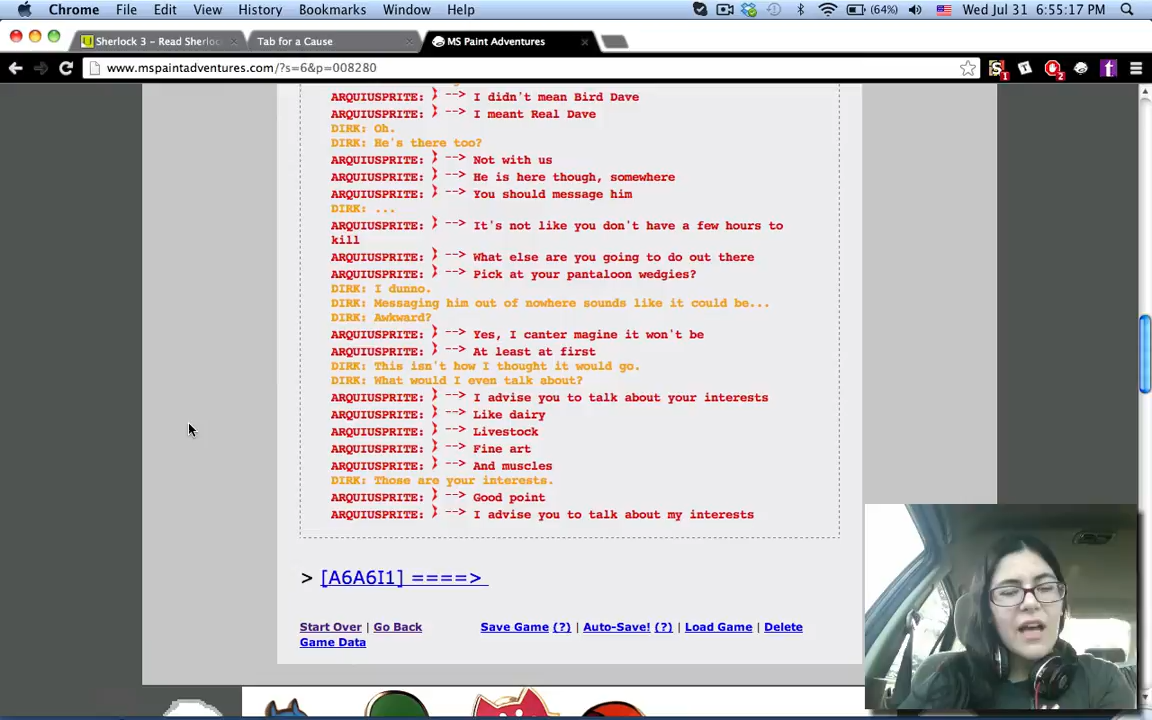 Chrome File Edit View History Bookmarks Window Help (64%) Wed Jul 31 6:55:17 PM
Sherlock 3 - Read Sherloc Tab for a Cause MS Paint Adventures
www.mspaintadventures.com/?s=6&p=008280
ARQUIUSPRITE: --> I didn't mean Bird Dave
ARQUIUSPRITE: --> I meant Real Dave
DIRK: Oh.
DIRK: He's there too?
ARQUIUSPRITE: --> Not with us
ARQUIUSPRITE: --> He is here though, somewhere
ARQUIUSPRITE: --> You should message him
DIRK: ...
ARQUIUSPRITE: --> It's not like you don't have a few hours to
kill
ARQUIUSPRITE: --> What else are you going to do out there
ARQUIUSPRITE: --> Pick at your pantaloon wedgies?
DIRK: I dunno.
DIRK: Messaging him out of nowhere sounds like it could be...
DIRK: Awkward?
ARQUIUSPRITE: --> Yes, I canter magine it won't be
ARQUIUSPRITE: --> At least at first
DIRK: This isn't how I thought it would go.
DIRK: What would I even talk about?
ARQUIUSPRITE: --> I advise you to talk about your interests
ARQUIUSPRITE: --> Like dairy
ARQUIUSPRITE: --> Livestock
ARQUIUSPRITE: --> Fine art
ARQUIUSPRITE: --> And muscles
DIRK: Those are your interests.
ARQUIUSPRITE: --> Good point
ARQUIUSPRITE: --> I advise you to talk about my interests
> [A6A6I1] ====>
Start Over | Go Back Save Game (?) | Auto-Save! (?) | Load Game | Delete
Game Data